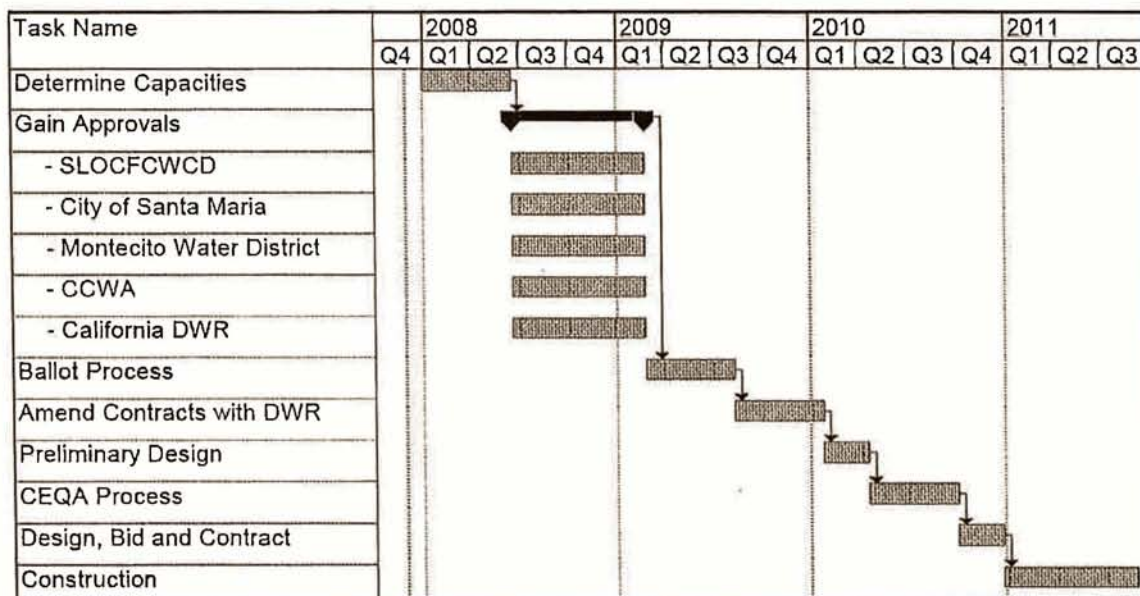 Task Name
2008 2009 2010 2011
Q4 Q1 Q2 Q3 Q4 Q1 Q2 Q3 Q4 Q1 Q2 Q3 Q4 Q1 Q2 Q3
Determine Capacities
Gain Approvals
- SLOCFCWCD
- City of Santa Maria
- Montecito Water District
- CCWA
- California DWR
Ballot Process
Amend Contracts with DWR
Preliminary Design
CEQA Process
Design, Bid and Contract
Construction